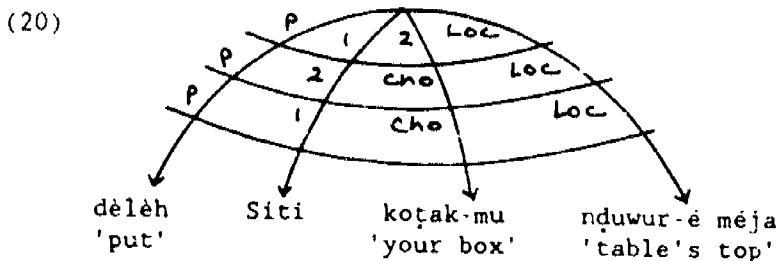 (20)
P 1 2 Loc
P 2 Cho Loc
P 1 Cho Loc
dèlèh Siti koṭak-mu nḍuwur-é méja
'put' 'your box' 'table's top'